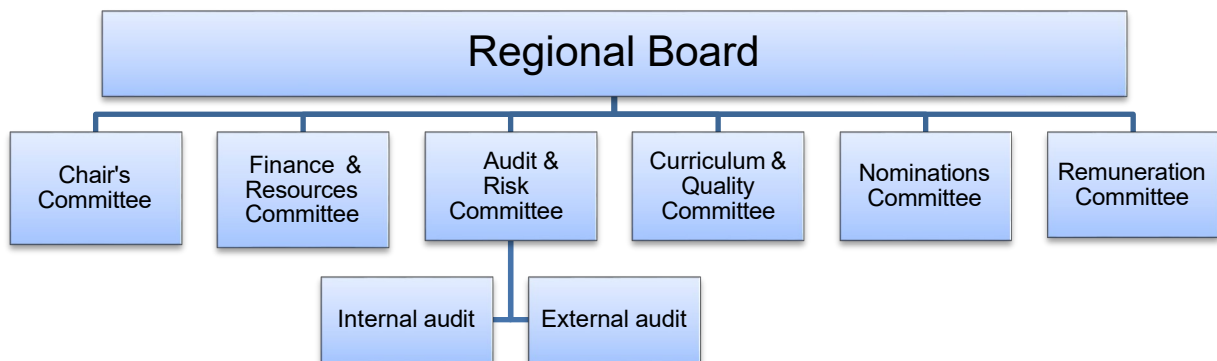 Regional Board
Chair's
Committee
Finance &
Resources
Committee
Audit &
Risk
Committee
Curriculum &
Quality
Committee
Nominations
Committee
Remuneration
Committee
Internal audit
External audit